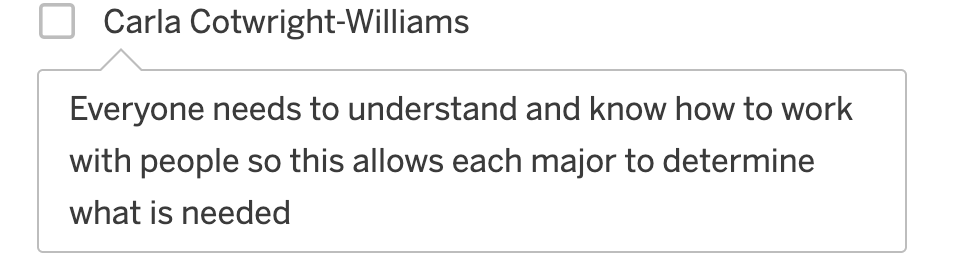 Carla Cotwright-Williams
Everyone needs to understand and know how to work
with people so this allows each major to determine
what is needed